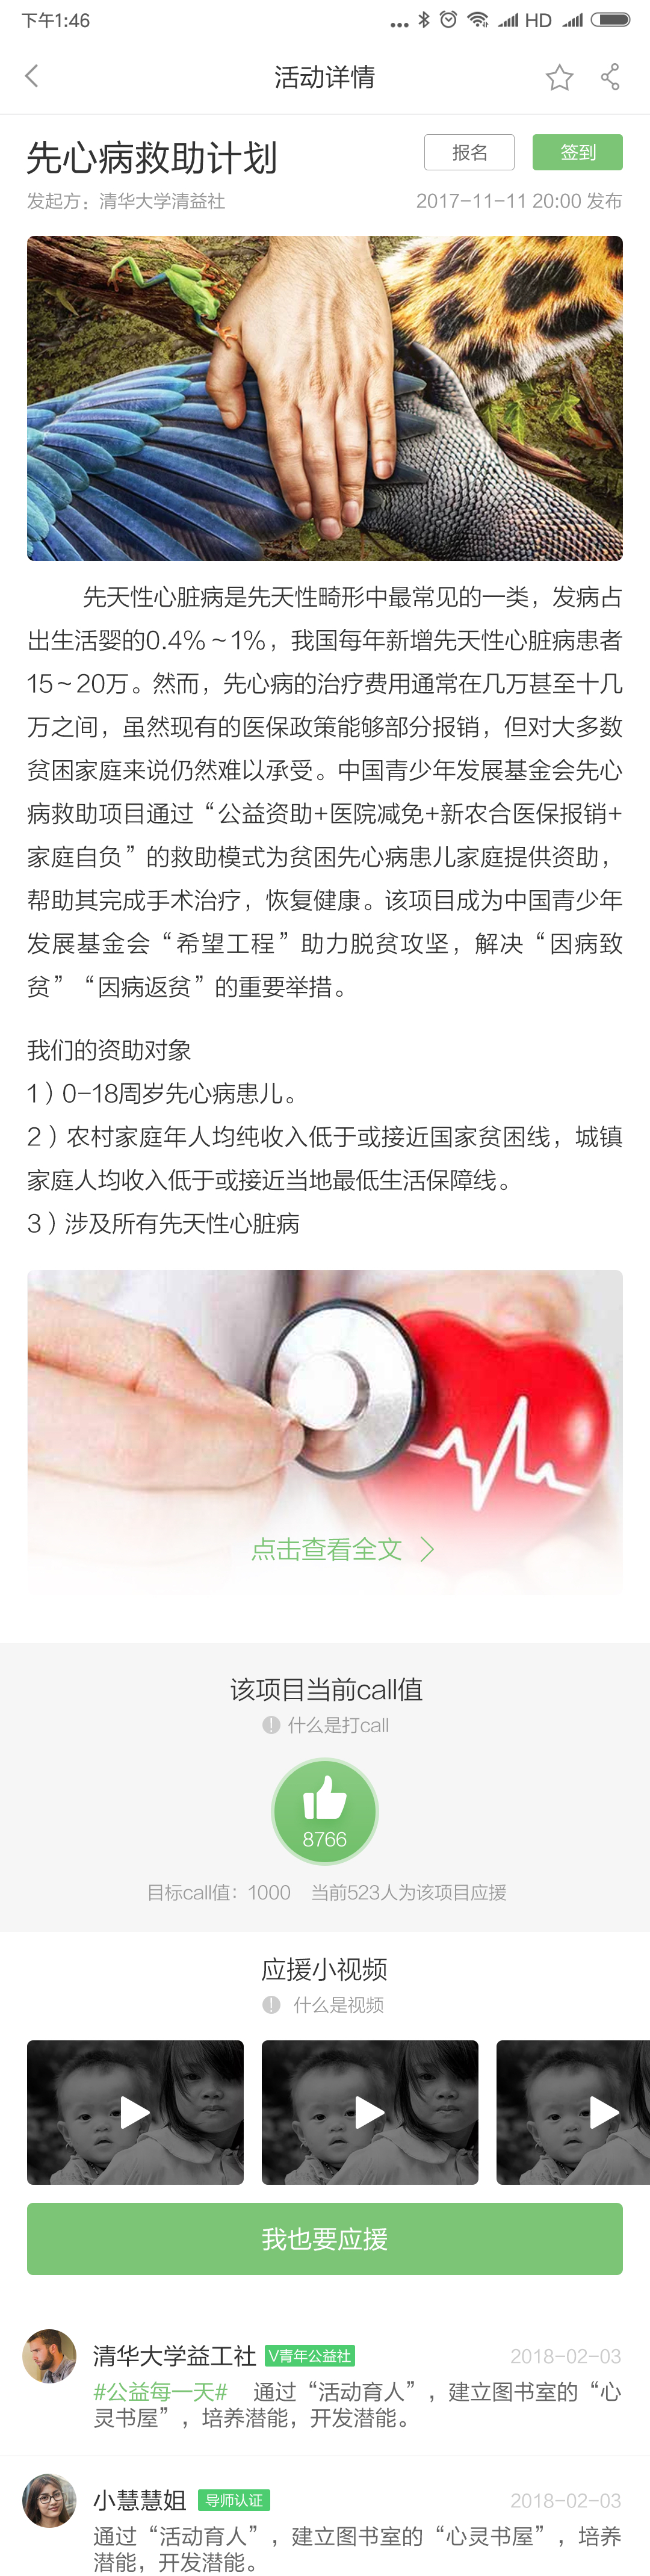 下午1:46
HD
活动详情
先心病救助计划
报名
签到
发起方：清华大学清益社
2017-11-11 20:00 发布
先天性心脏病是先天性畸形中最常见的一类，发病占
出生活婴的0.4%～1%，我国每年新增先天性心脏病患者
15～20万。然而，先心病的治疗费用通常在几万甚至十几
万之间，虽然现有的医保政策能够部分报销，但对大多数
贫困家庭来说仍然难以承受。中国青少年发展基金会先心
病救助项目通过“公益资助+医院减免+新农合医保报销+
家庭自负”的救助模式为贫困先心病患儿家庭提供资助，
帮助其完成手术治疗，恢复健康。该项目成为中国青少年
发展基金会“希望工程”助力脱贫攻坚，解决“因病致
贫”“因病返贫”的重要举措。
我们的资助对象
1）0-18周岁先心病患儿。
2）农村家庭年人均纯收入低于或接近国家贫困线，城镇
家庭人均收入低于或接近当地最低生活保障线。
3）涉及所有先天性心脏病
点击查看全文
该项目当前call值
什么是打call
8766
目标call值：1000 当前523人为该项目应援
应援小视频
什么是视频
我也要应援
清华大学益工社 V青年公益社 2018-02-03
#公益每一天# 通过“活动育人”，建立图书室的“心
灵书屋”，培养潜能，开发潜能。
小慧慧姐 导师认证 2018-02-03
通过“活动育人”，建立图书室的“心灵书屋”，培养
潜能，开发潜能。